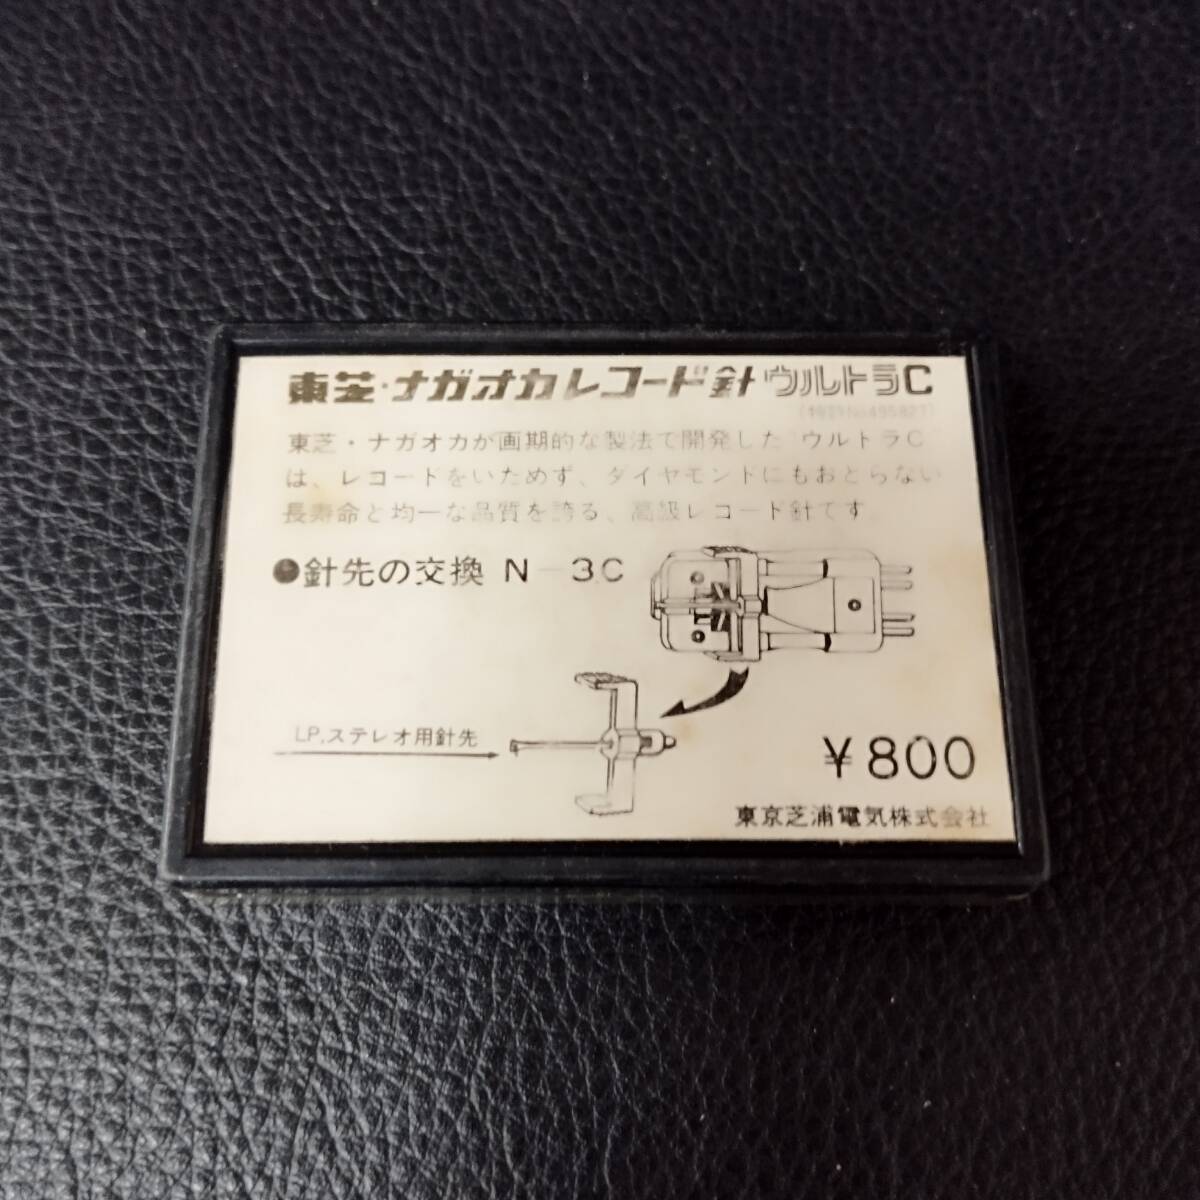 東芝・ナガオカレコード針 ウルトラC
東芝・ナガオカが画期的な製法で開発した「ウルトラC」
は、レコードをいためず、ダイヤモンドにもおとらない
長寿命と均一な品質を誇る、高級レコード針です
●針先の交換 N-3C
LP,ステレオ用針先
¥800
東京芝浦電気株式会社